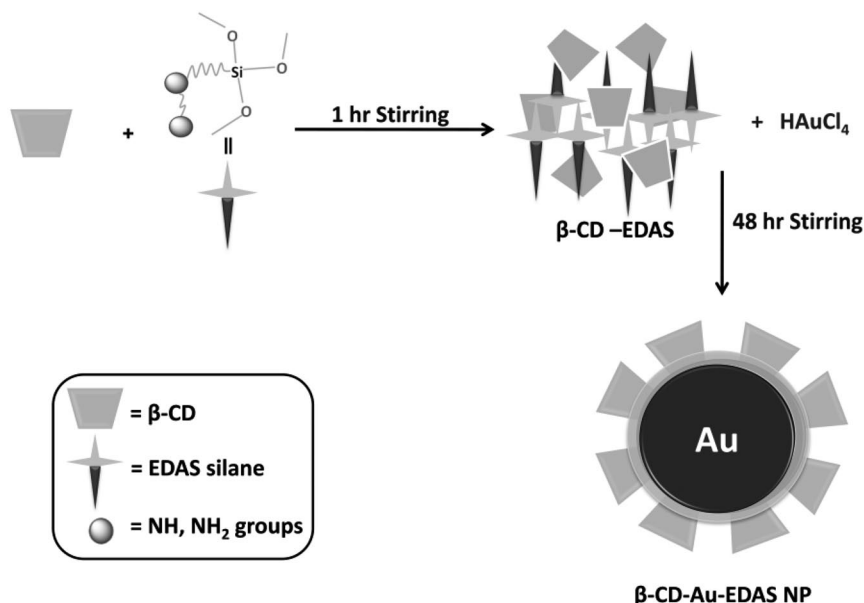 O
O
Si
O
O
+
=
1 hr Stirring
+ HAuCl₄
β-CD –EDAS
48 hr Stirring
= β-CD
= EDAS silane
= NH, NH₂ groups
Au
β-CD-Au-EDAS NP